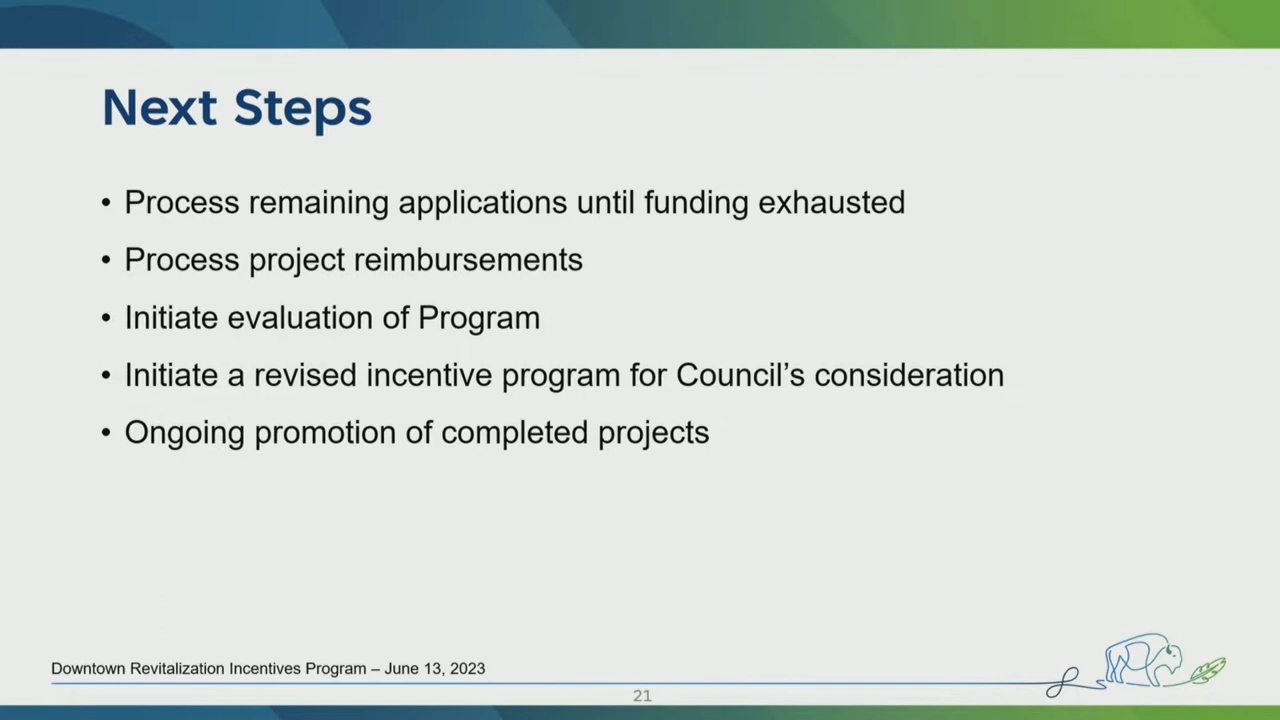 Next Steps
• Process remaining applications until funding exhausted
• Process project reimbursements
• Initiate evaluation of Program
• Initiate a revised incentive program for Council’s consideration
• Ongoing promotion of completed projects
Downtown Revitalization Incentives Program – June 13, 2023
21